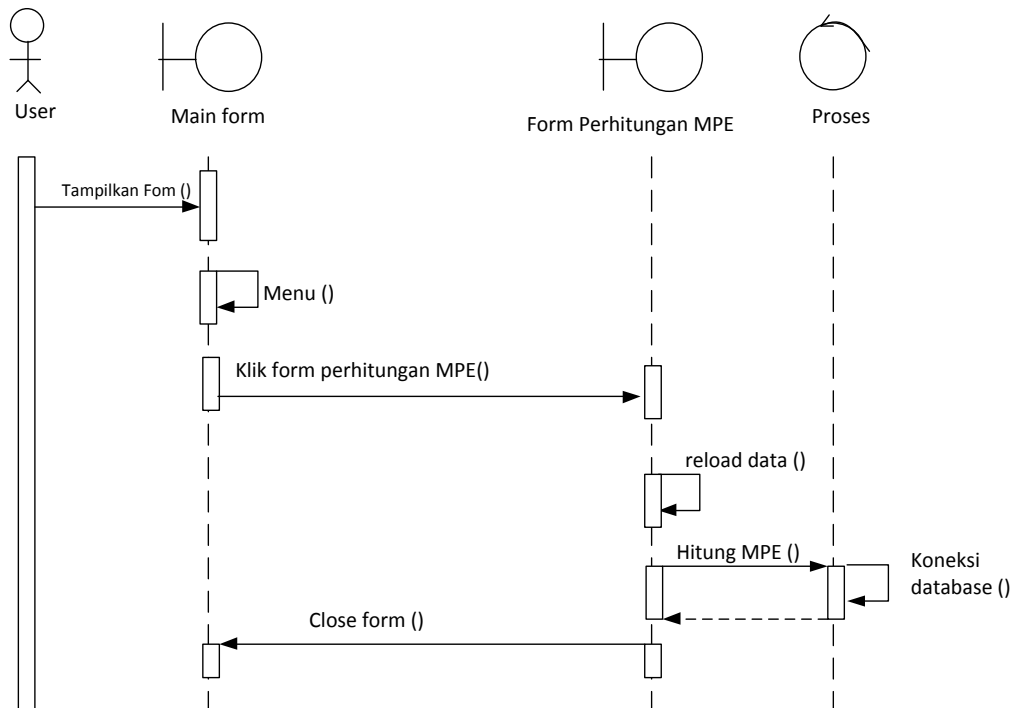 User
Main form
Form Perhitungan MPE
Proses
Tampilkan Fom ()
Menu ()
Klik form perhitungan MPE()
reload data ()
Hitung MPE ()
Koneksi
database ()
Close form ()